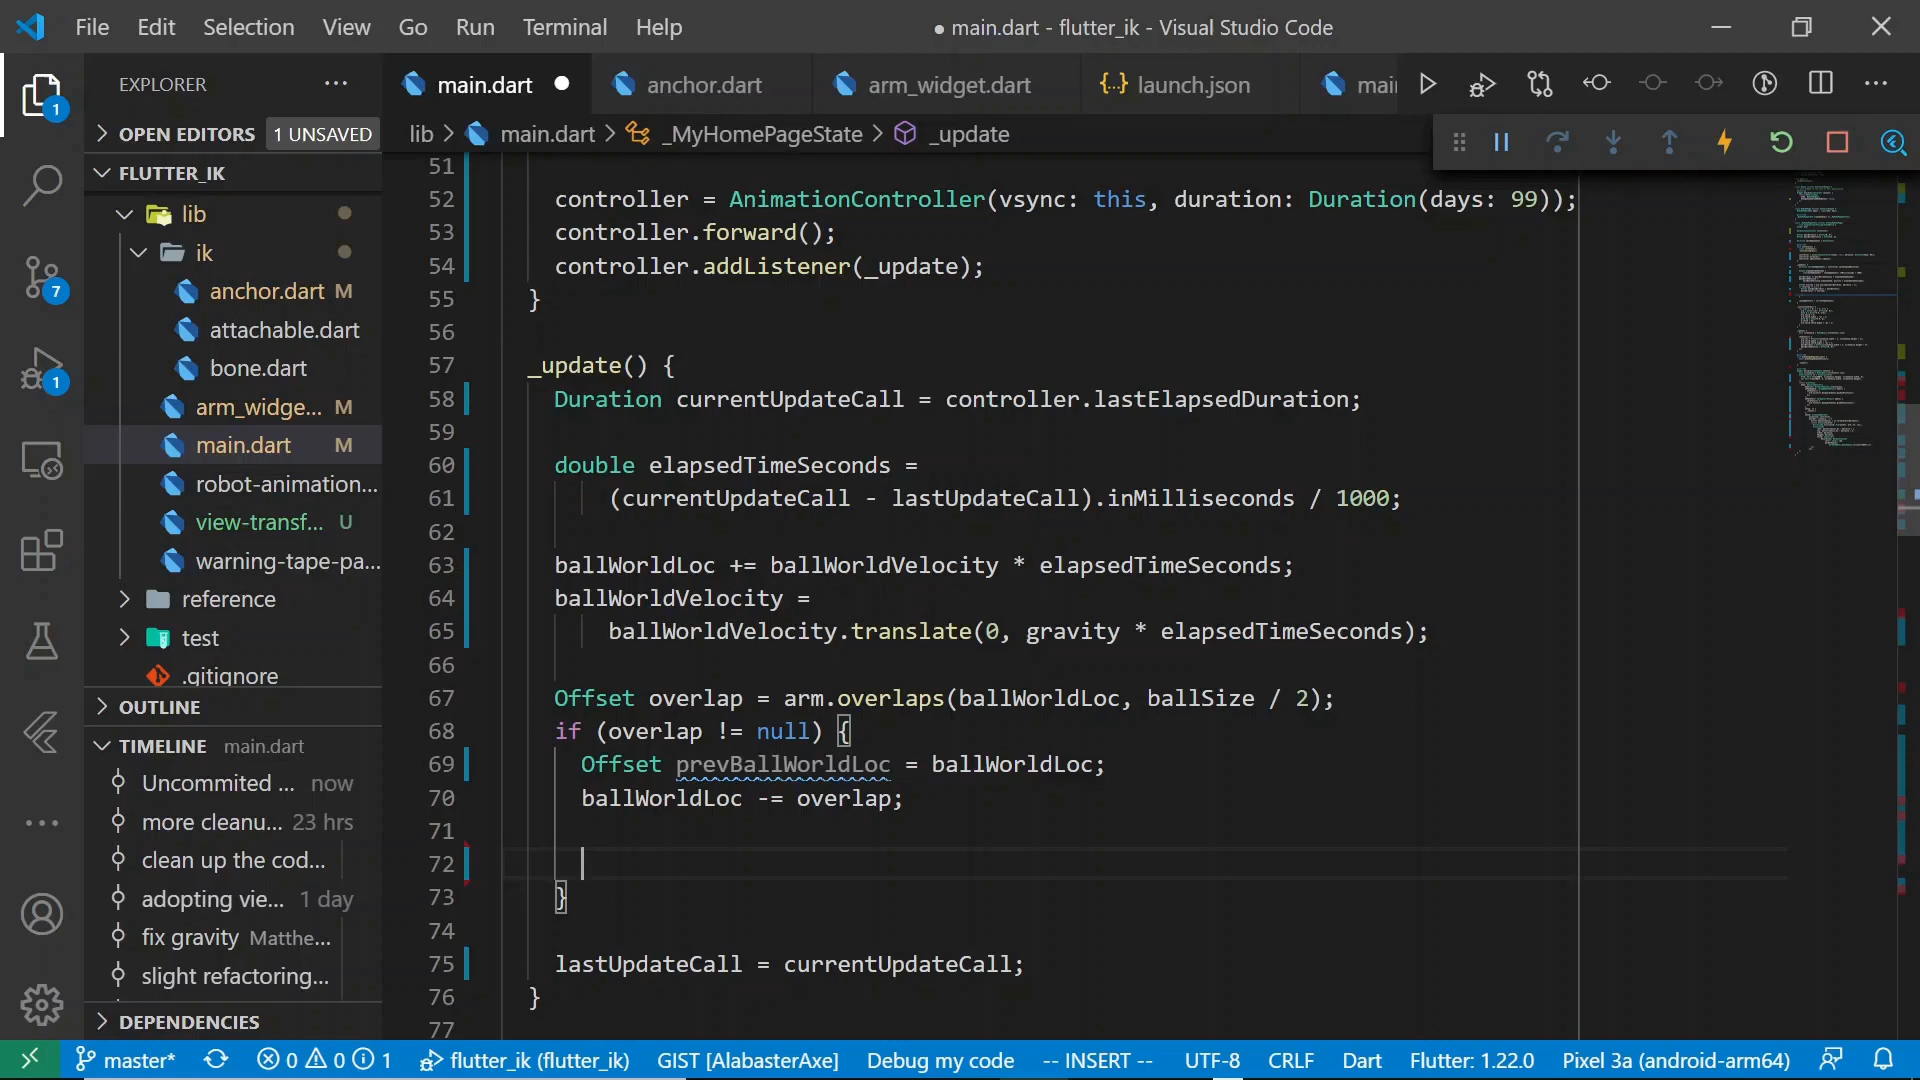 File Edit Selection View Go Run Terminal Help
● main.dart - flutter_ik - Visual Studio Code
EXPLORER ...
main.dart ● anchor.dart arm_widget.dart {..} launch.json mai
OPEN EDITORS 1 UNSAVED
lib > main.dart > _MyHomePageState > _update
FLUTTER_IK
lib
ik
anchor.dart M
attachable.dart
bone.dart
arm_widge... M
main.dart M
robot-animation...
view-transf... U
warning-tape-pa...
reference
test
.gitignore
OUTLINE
TIMELINE main.dart
Uncommited ... now
more cleanu... 23 hrs
clean up the cod...
adopting vie... 1 day
fix gravity Matthe...
slight refactoring...
DEPENDENCIES
1
7
1
51
52 controller = AnimationController(vsync: this, duration: Duration(days: 99));
53 controller.forward();
54 controller.addListener(_update);
55 }
56
57 _update() {
58 Duration currentUpdateCall = controller.lastElapsedDuration;
59
60 double elapsedTimeSeconds =
61 (currentUpdateCall - lastUpdateCall).inMilliseconds / 1000;
62
63 ballWorldLoc += ballWorldVelocity * elapsedTimeSeconds;
64 ballWorldVelocity =
65 ballWorldVelocity.translate(0, gravity * elapsedTimeSeconds);
66
67 Offset overlap = arm.overlaps(ballWorldLoc, ballSize / 2);
68 if (overlap != null) {
69 Offset prevBallWorldLoc = ballWorldLoc;
70 ballWorldLoc -= overlap;
71
72
73 }
74
75 lastUpdateCall = currentUpdateCall;
76 }
77
master* 0 0 1 flutter_ik (flutter_ik) GIST [AlabasterAxe] Debug my code -- INSERT -- UTF-8 CRLF Dart Flutter: 1.22.0 Pixel 3a (android-arm64)